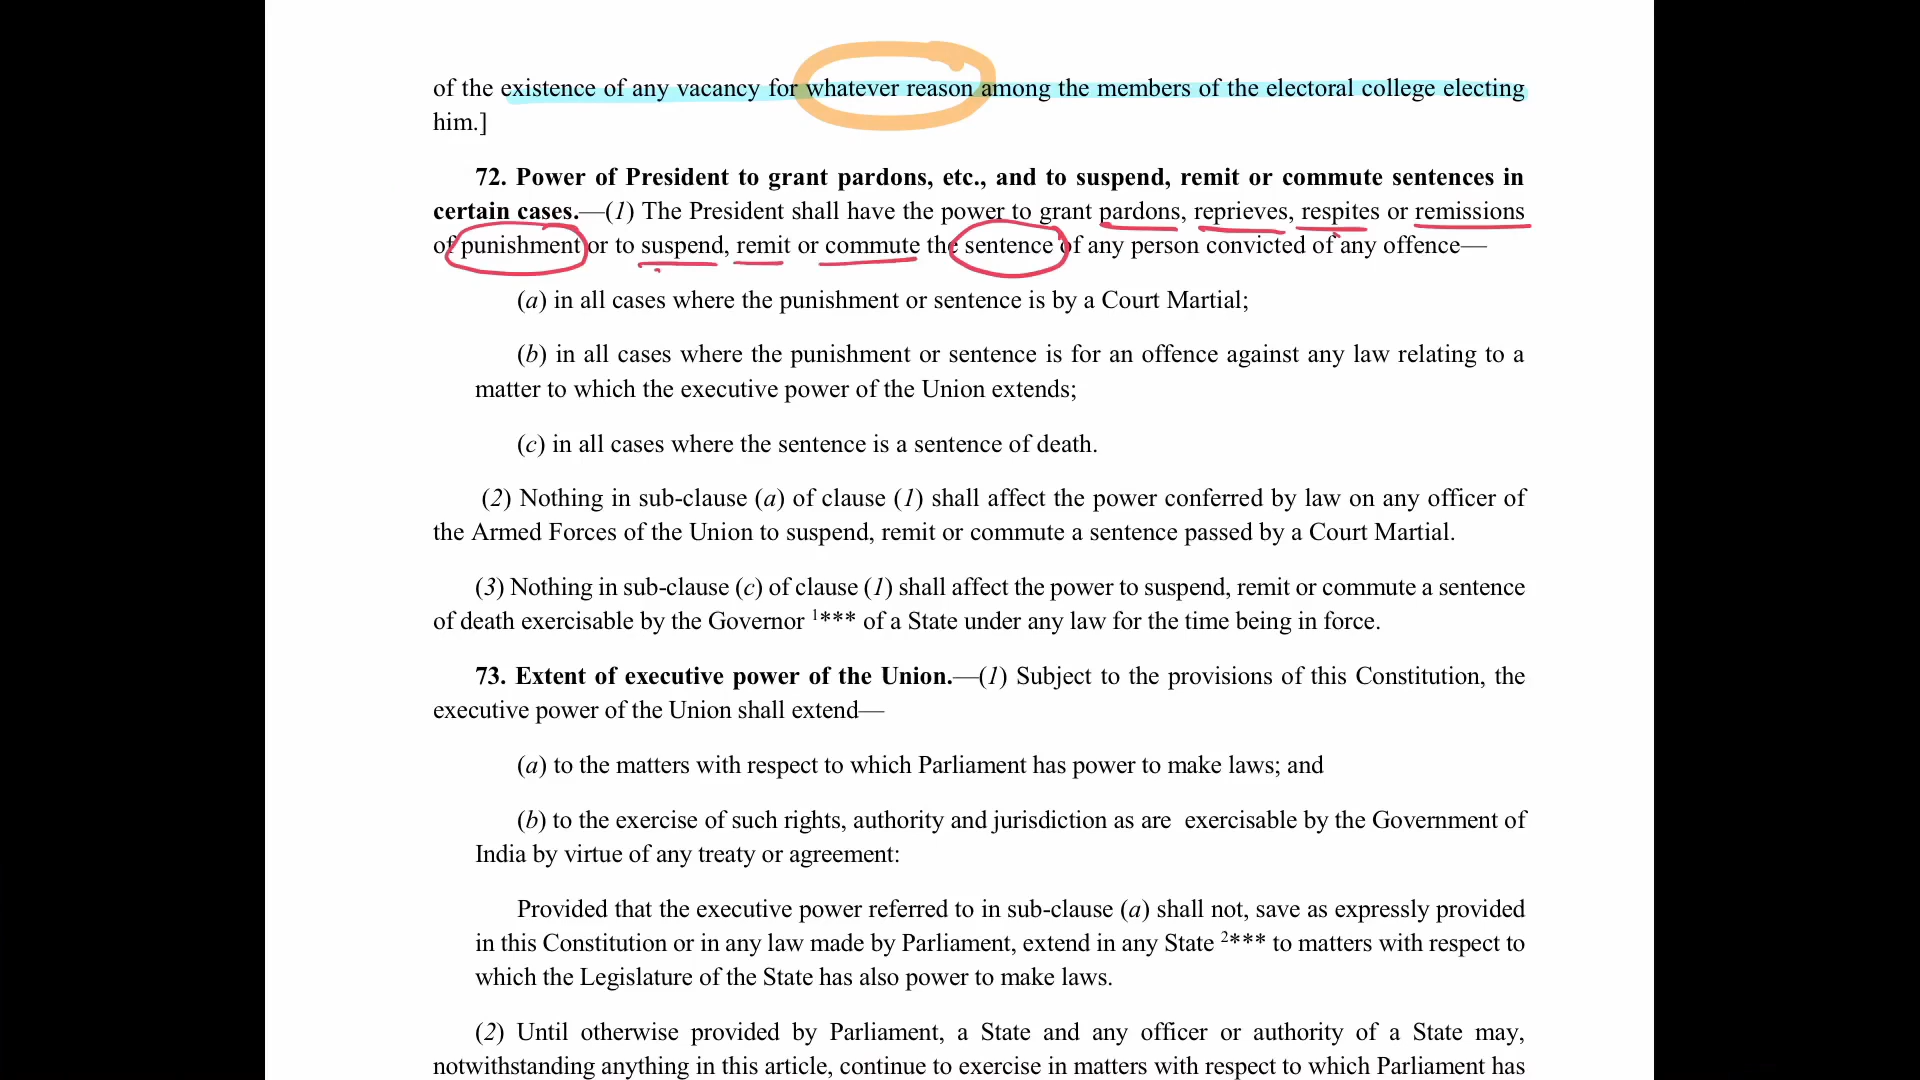 of the existence of any vacancy for whatever reason among the members of the electoral college electing
him.]
72. Power of President to grant pardons, etc., and to suspend, remit or commute sentences in
certain cases.—(1) The President shall have the power to grant pardons, reprieves, respites or remissions
of punishment or to suspend, remit or commute the sentence of any person convicted of any offence—
(a) in all cases where the punishment or sentence is by a Court Martial;
(b) in all cases where the punishment or sentence is for an offence against any law relating to a
matter to which the executive power of the Union extends;
(c) in all cases where the sentence is a sentence of death.
(2) Nothing in sub-clause (a) of clause (1) shall affect the power conferred by law on any officer of
the Armed Forces of the Union to suspend, remit or commute a sentence passed by a Court Martial.
(3) Nothing in sub-clause (c) of clause (1) shall affect the power to suspend, remit or commute a sentence
of death exercisable by the Governor 1*** of a State under any law for the time being in force.
73. Extent of executive power of the Union.—(1) Subject to the provisions of this Constitution, the
executive power of the Union shall extend—
(a) to the matters with respect to which Parliament has power to make laws; and
(b) to the exercise of such rights, authority and jurisdiction as are exercisable by the Government of
India by virtue of any treaty or agreement:
Provided that the executive power referred to in sub-clause (a) shall not, save as expressly provided
in this Constitution or in any law made by Parliament, extend in any State 2*** to matters with respect to
which the Legislature of the State has also power to make laws.
(2) Until otherwise provided by Parliament, a State and any officer or authority of a State may,
notwithstanding anything in this article, continue to exercise in matters with respect to which Parliament has